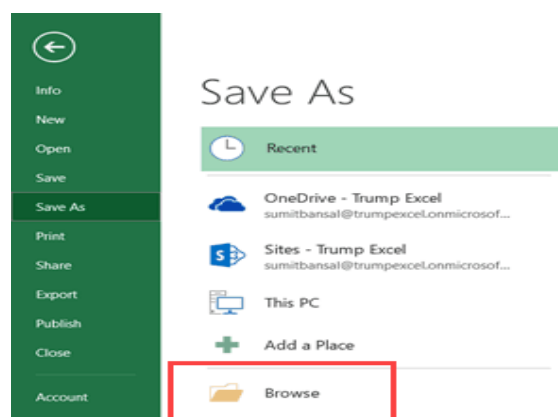 Info
New
Open
Save
Save As
Print
Share
Export
Publish
Close
Account
Save As
Recent
OneDrive - Trump Excel
sumitbansal@trumpexcel.onmicrosof...
Sites - Trump Excel
sumitbansal@trumpexcel.onmicrosof...
This PC
Add a Place
Browse